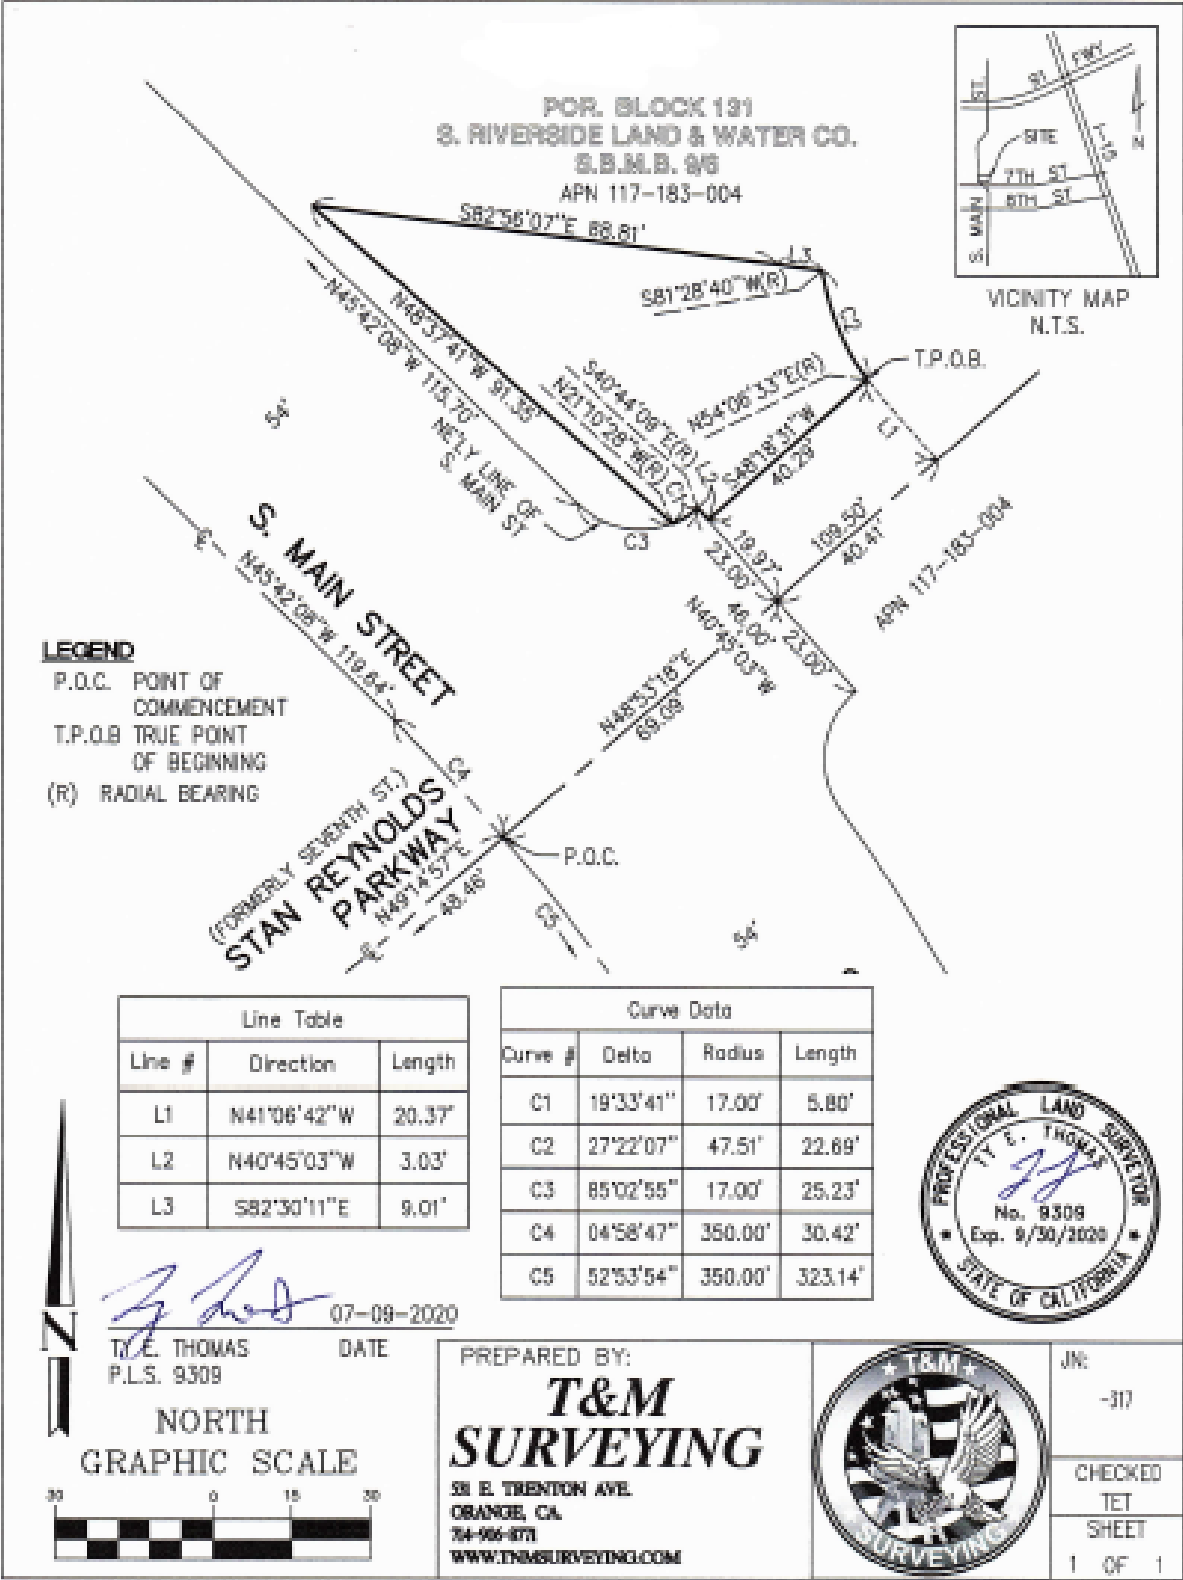 POR. BLOCK 131
S. RIVERSIDE LAND & WATER CO.
S.B.M.B. 9/6
APN 117-183-004
91 FWY
ST.
SITE
I-15
N
7TH ST
8TH ST
S. MAIN
VICINITY MAP
N.T.S.
S82°56'07"E 88.81'
L3
S81°28'40"W(R)
N48°37'41"W 91.35'
N45°42'08"W 115.70'
T.P.O.B.
S40°44'09"E(R)
N21°10'28"W(R)
N54°06'33"E(R)
L2
C1
S48°18'31"W
40.29'
L1
NE'LY LINE OF
S. MAIN ST
C3
54'
S. MAIN STREET
N45°42'08"W 119.64'
19.97'
23.00'
109.50'
40.41'
APN 117-183-004
46.00'
N40°45'03"W
23.00'
N48°53'18"E
69.09'
LEGEND
P.O.C. POINT OF
COMMENCEMENT
T.P.O.B TRUE POINT
OF BEGINNING
(R) RADIAL BEARING
C4
(FORMERLY SEVENTH ST.)
STAN REYNOLDS
PARKWAY
N49°14'57"E
48.46'
P.O.C.
54'
Line Table
Line # Direction Length
L1 N41°06'42"W 20.37'
L2 N40°45'03"W 3.03'
L3 S82°30'11"E 9.01'
Curve Data
Curve # Delta Radius Length
C1 19°33'41" 17.00' 5.80'
C2 27°22'07" 47.51' 22.69'
C3 85°02'55" 17.00' 25.23'
C4 04°58'47" 350.00' 30.42'
C5 52°53'54" 350.00' 323.14'
PROFESSIONAL LAND SURVEYOR
TY E. THOMAS
No. 9309
Exp. 9/30/2020
STATE OF CALIFORNIA
07-09-2020
TY E. THOMAS DATE
P.L.S. 9309
N
NORTH
GRAPHIC SCALE
30 0 15 30
PREPARED BY:
T&M
SURVEYING
531 E. TRENTON AVE.
ORANGE, CA.
714-906-8771
WWW.TNMSURVEYING.COM
T&M
SURVEYING
JN:
-317
CHECKED
TET
SHEET
1 OF 1